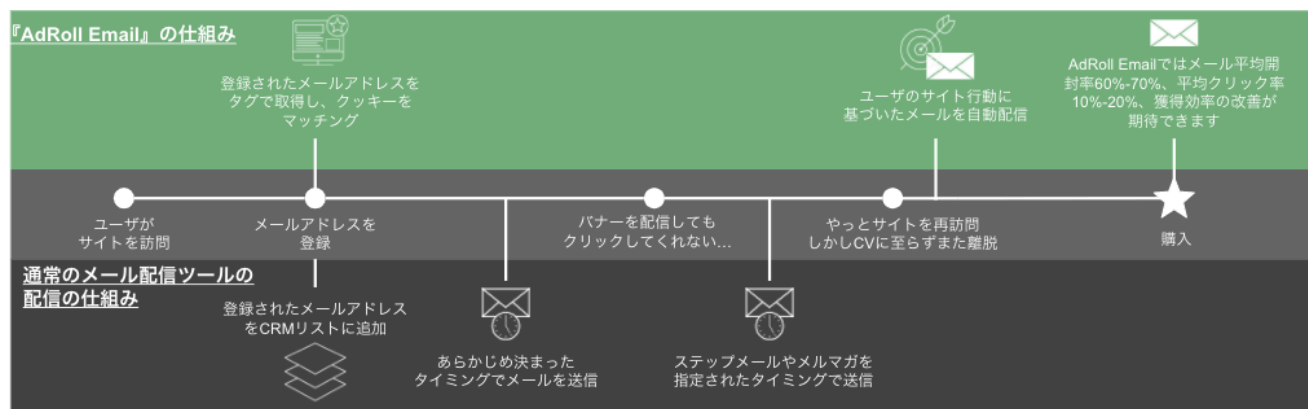 『AdRoll Email』の仕組み
登録されたメールアドレスを
タグで取得し、クッキーを
マッチング
ユーザのサイト行動に
基づいたメールを自動配信
AdRoll Emailではメール平均開
封率60%-70%、平均クリック率
10%-20%、獲得効率の改善が
期待できます
ユーザが
サイトを訪問
メールアドレスを
登録
バナーを配信しても
クリックしてくれない...
やっとサイトを再訪問
しかしCVに至らずまた離脱
購入
通常のメール配信ツールの
配信の仕組み
登録されたメールアドレス
をCRMリストに追加
あらかじめ決まった
タイミングでメールを送信
ステップメールやメルマガを
指定されたタイミングで送信